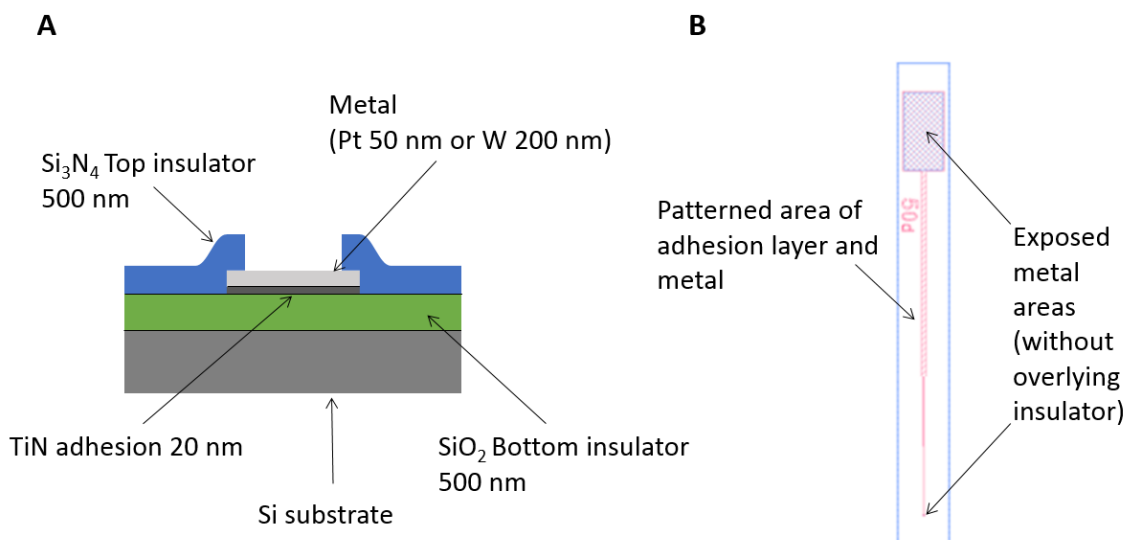 A
B
Metal
(Pt 50 nm or W 200 nm)
Si₃N₄ Top insulator
500 nm
Patterned area of
adhesion layer and
metal
Exposed
metal
areas
(without
overlying
insulator)
TiN adhesion 20 nm
SiO₂ Bottom insulator
500 nm
Si substrate